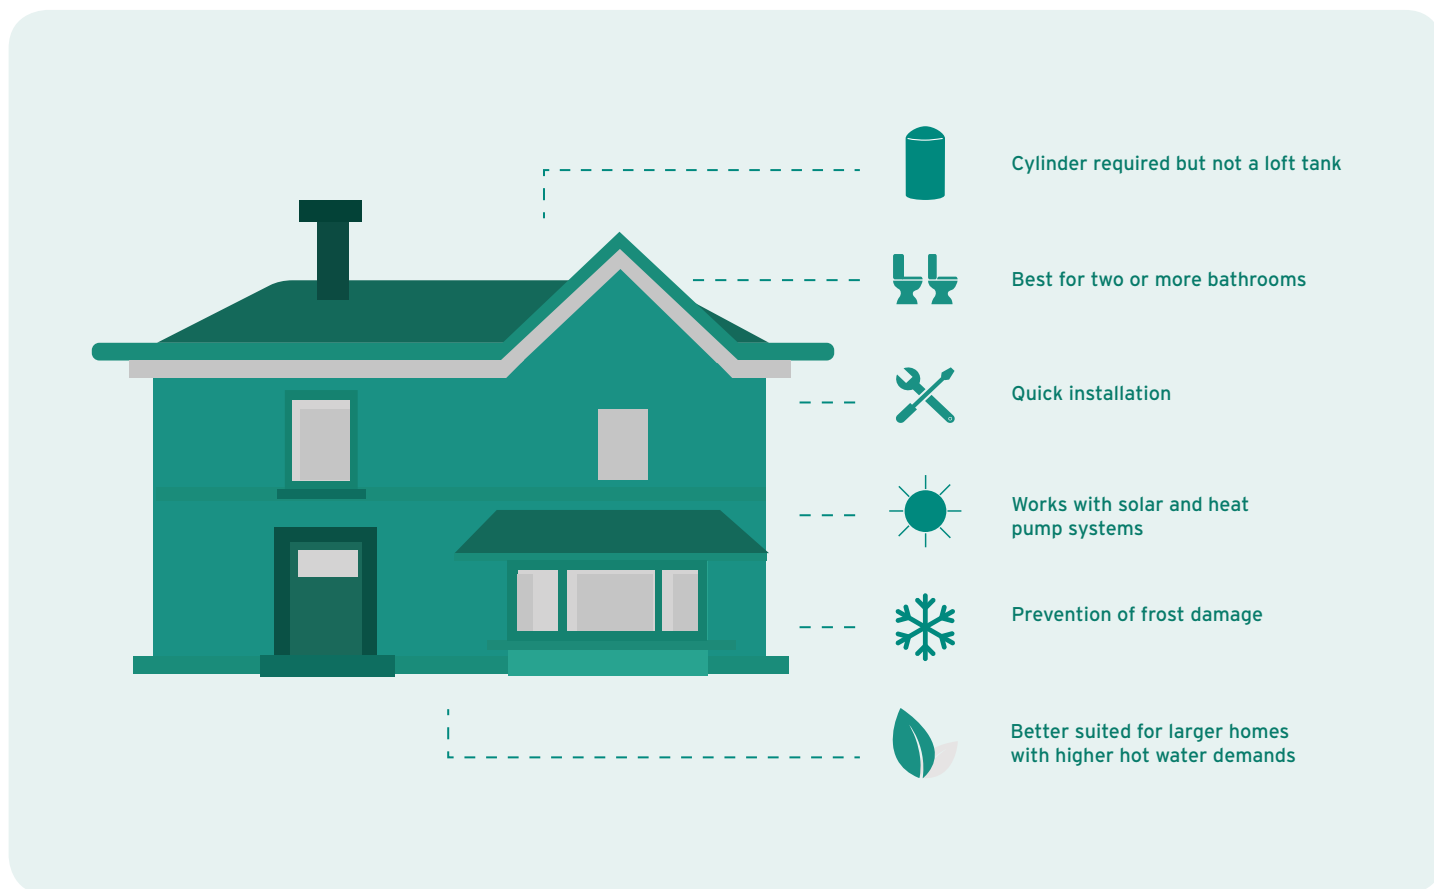 Cylinder required but not a loft tank
Best for two or more bathrooms
Quick installation
Works with solar and heat
pump systems
Prevention of frost damage
Better suited for larger homes
with higher hot water demands